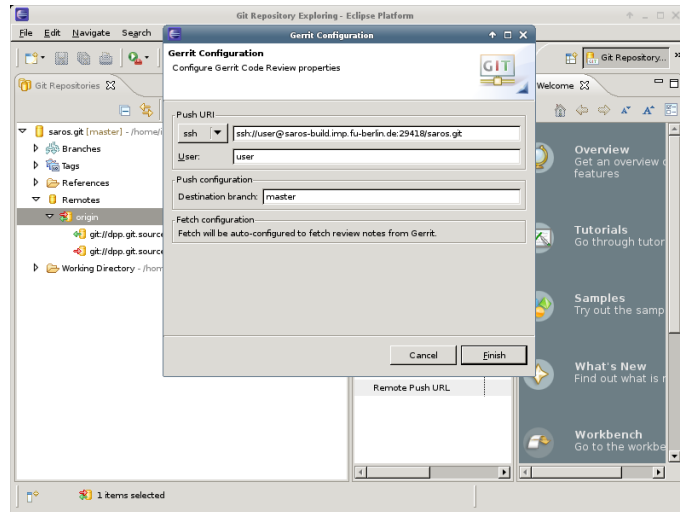 Git Repository Exploring - Eclipse Platform
File Edit Navigate Search
Gerrit Configuration
Git Repository...
Git Repositories
Welcome
Gerrit Configuration
Configure Gerrit Code Review properties
GIT
saros.git [master] - /home/
Branches
Tags
References
Remotes
origin
git://dpp.git.source
git://dpp.git.source
Working Directory - /hom
Push URI
ssh
ssh://user@saros-build.imp.fu-berlin.de:29418/saros.git
User:
user
Push configuration
Destination branch:
master
Fetch configuration
Fetch will be auto-configured to fetch review notes from Gerrit.
Cancel
Finish
Remote Push URL
Overview
Get an overview o
features
Tutorials
Go through tutor
Samples
Try out the samp
What's New
Find out what is
Workbench
Go to the workbe
1 items selected